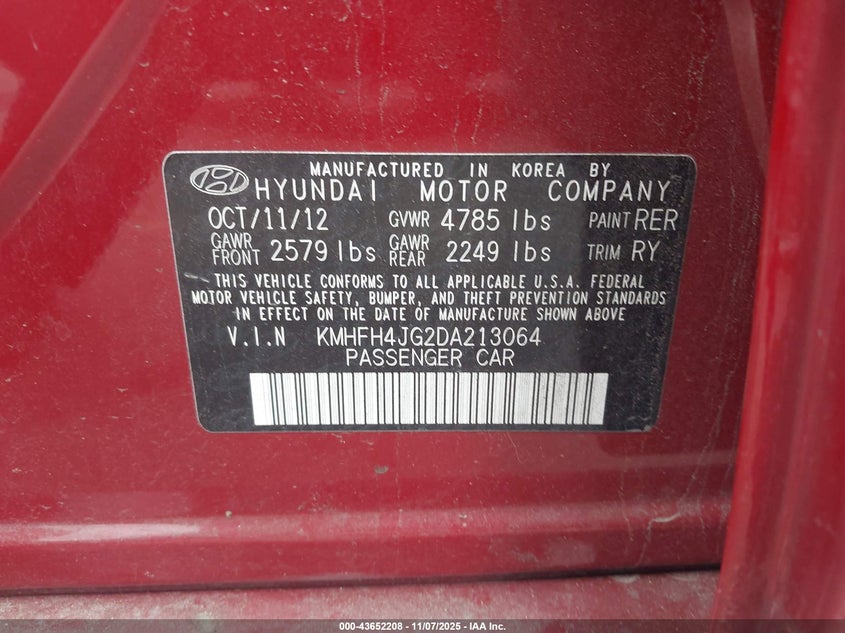 MANUFACTURED IN KOREA BY
HYUNDAI MOTOR COMPANY
OCT/11/12 GVWR 4785 lbs PAINT RER
GAWR FRONT 2579 lbs GAWR REAR 2249 lbs TRIM RY
THIS VEHICLE CONFORMS TO ALL APPLICABLE U.S.A. FEDERAL
MOTOR VEHICLE SAFETY, BUMPER, AND THEFT PREVENTION STANDARDS
IN EFFECT ON THE DATE OF MANUFACTURE SHOWN ABOVE
V.I.N KMHFH4JG2DA213064
PASSENGER CAR
000-43652208 - 11/07/2025 - IAA Inc.